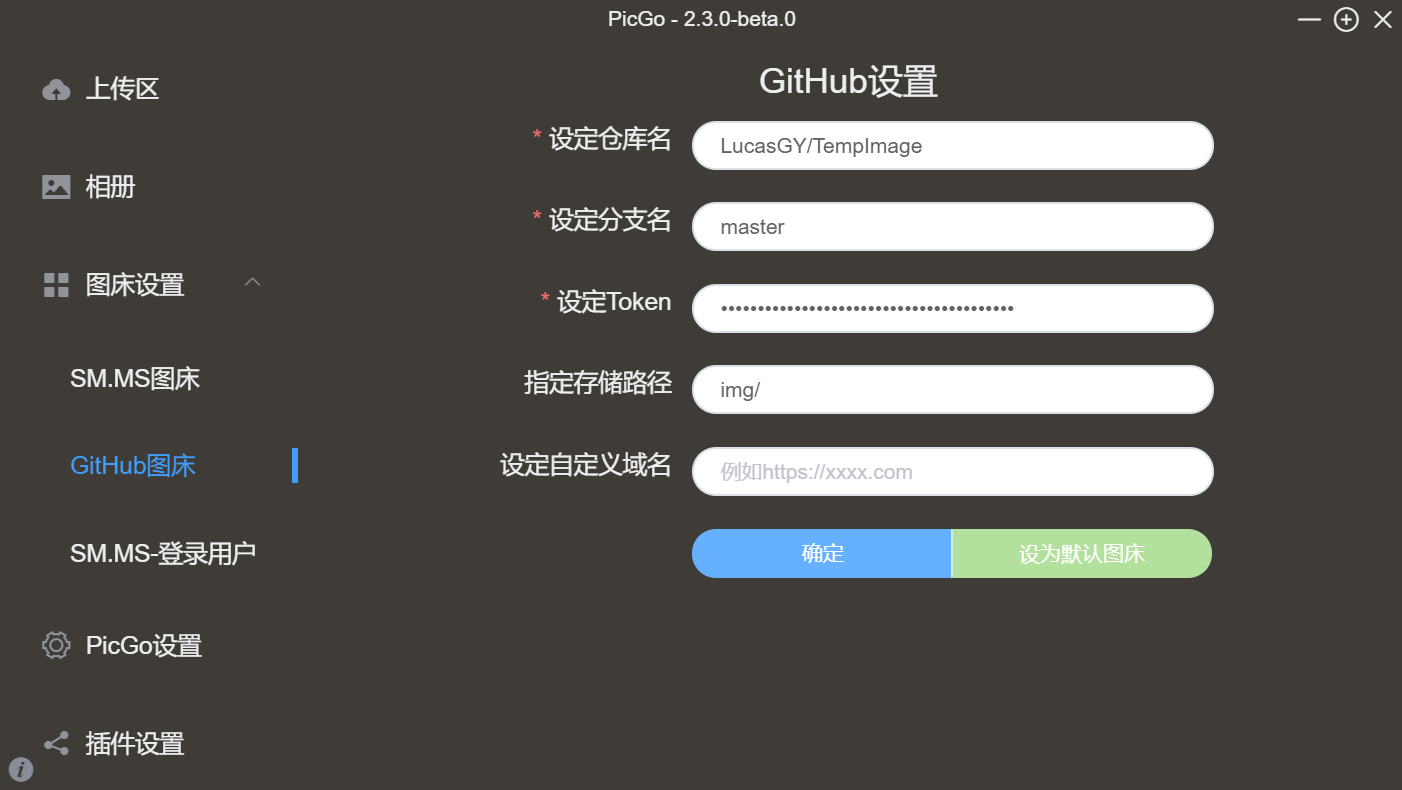 PicGo - 2.3.0-beta.0
上传区
相册
图床设置
SM.MS图床
GitHub图床
SM.MS-登录用户
PicGo设置
插件设置
GitHub设置
* 设定仓库名
LucasGY/TempImage
* 设定分支名
master
* 设定Token
••••••••••••••••••••••••••••••••••••••••
指定存储路径
img/
设定自定义域名
例如https://xxxx.com
确定
设为默认图床